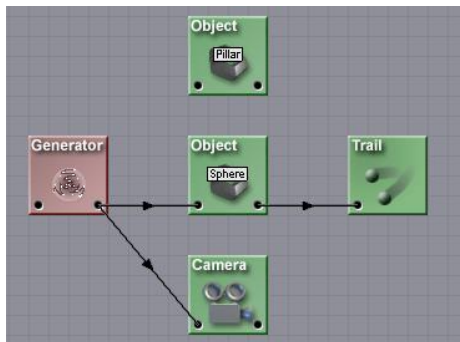 Object
Pillar
Generator
Object
Trail
Sphere
Camera